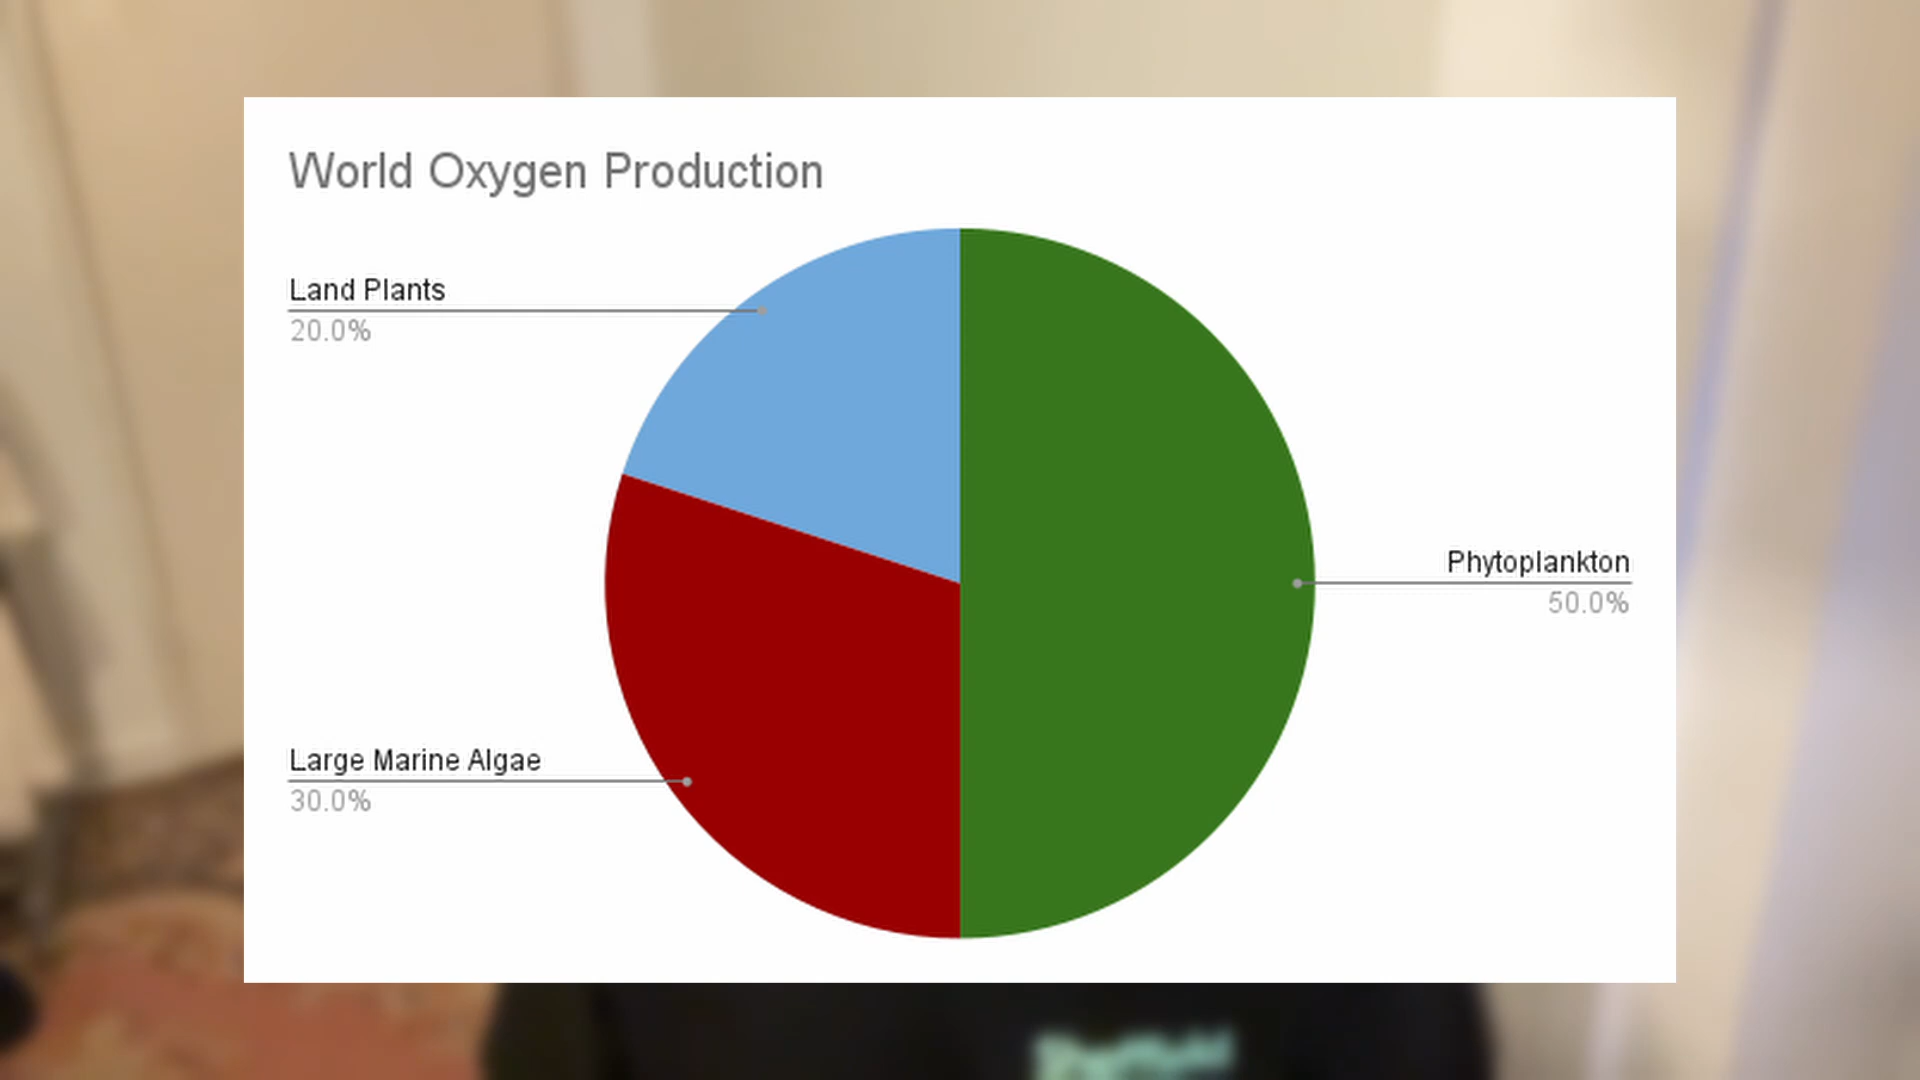 World Oxygen Production
Land Plants
20.0%
Phytoplankton
50.0%
Large Marine Algae
30.0%